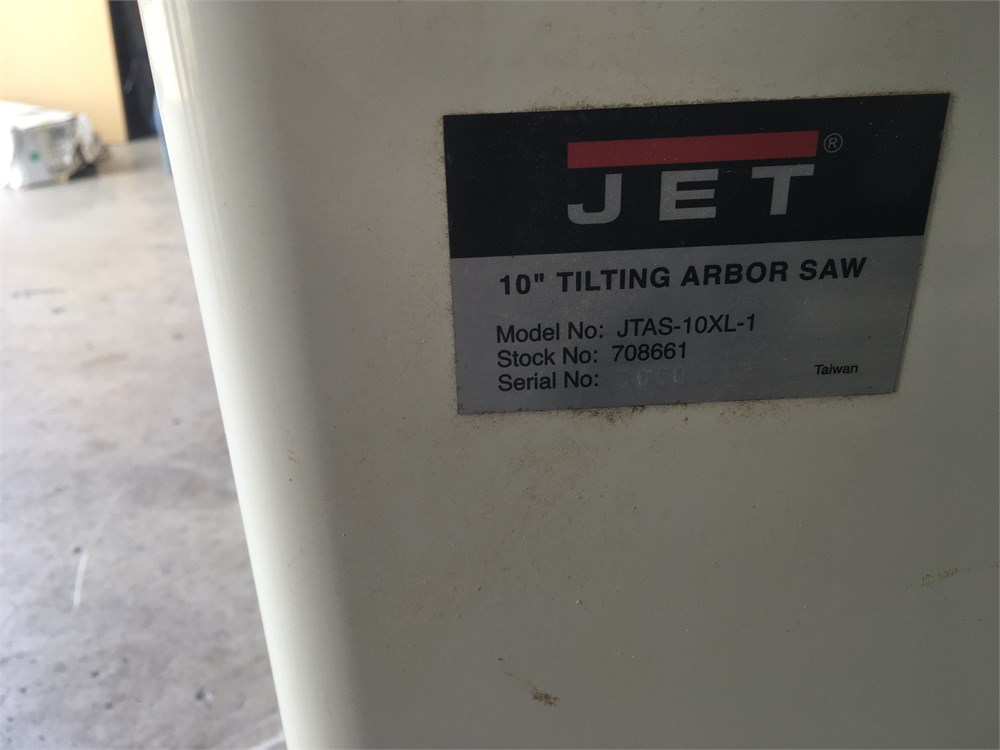 JET®
10" TILTING ARBOR SAW
Model No: JTAS-10XL-1
Stock No: 708661
Serial No:
Taiwan